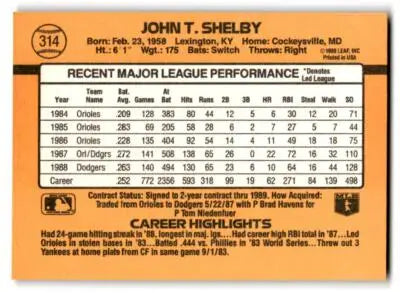 314
JOHN T. SHELBY
Born: Feb. 23, 1958 Lexington, KY Home: Cockeysville, MD
Ht.: 6' 1" Wgt.: 175 Bats: Switch Throws: Right
© 1988 LEAF, INC
Printed in USA
RECENT MAJOR LEAGUE PERFORMANCE *Denotes Led League
Year Team Name Bat. Avg. Games At Bat Hits Runs 2B 3B HR RBI Steal Walk SO
1984 Orioles .209 128 383 80 44 12 5 6 30 12 20 71
1985 Orioles .283 69 205 58 28 6 2 7 27 5 7 44
1986 Orioles .228 135 404 92 54 14 4 11 49 18 18 75
1987 Orl/Ddgrs .272 141 508 138 65 26 0 22 72 16 32 110
1988 Dodgers .263 140 494 130 65 23 6 10 64 16 44 128
Career .252 772 2356 593 318 99 19 62 271 84 139 498
Contract Status: Signed to 2-year contract thru 1989. How Acquired:
Traded from Orioles to Dodgers 5/22/87 with P Brad Havens for
P Tom Niedenfuer
CAREER HIGHLIGHTS
Had 24-game hitting streak in '88, longest in maj. lgs.... Had career high RBI total in '87... Led
Orioles in stolen bases in '83...Batted .444 vs. Phillies in '83 World Series... Threw out 3
Yankees at home plate from CF in same game 9/1/83.